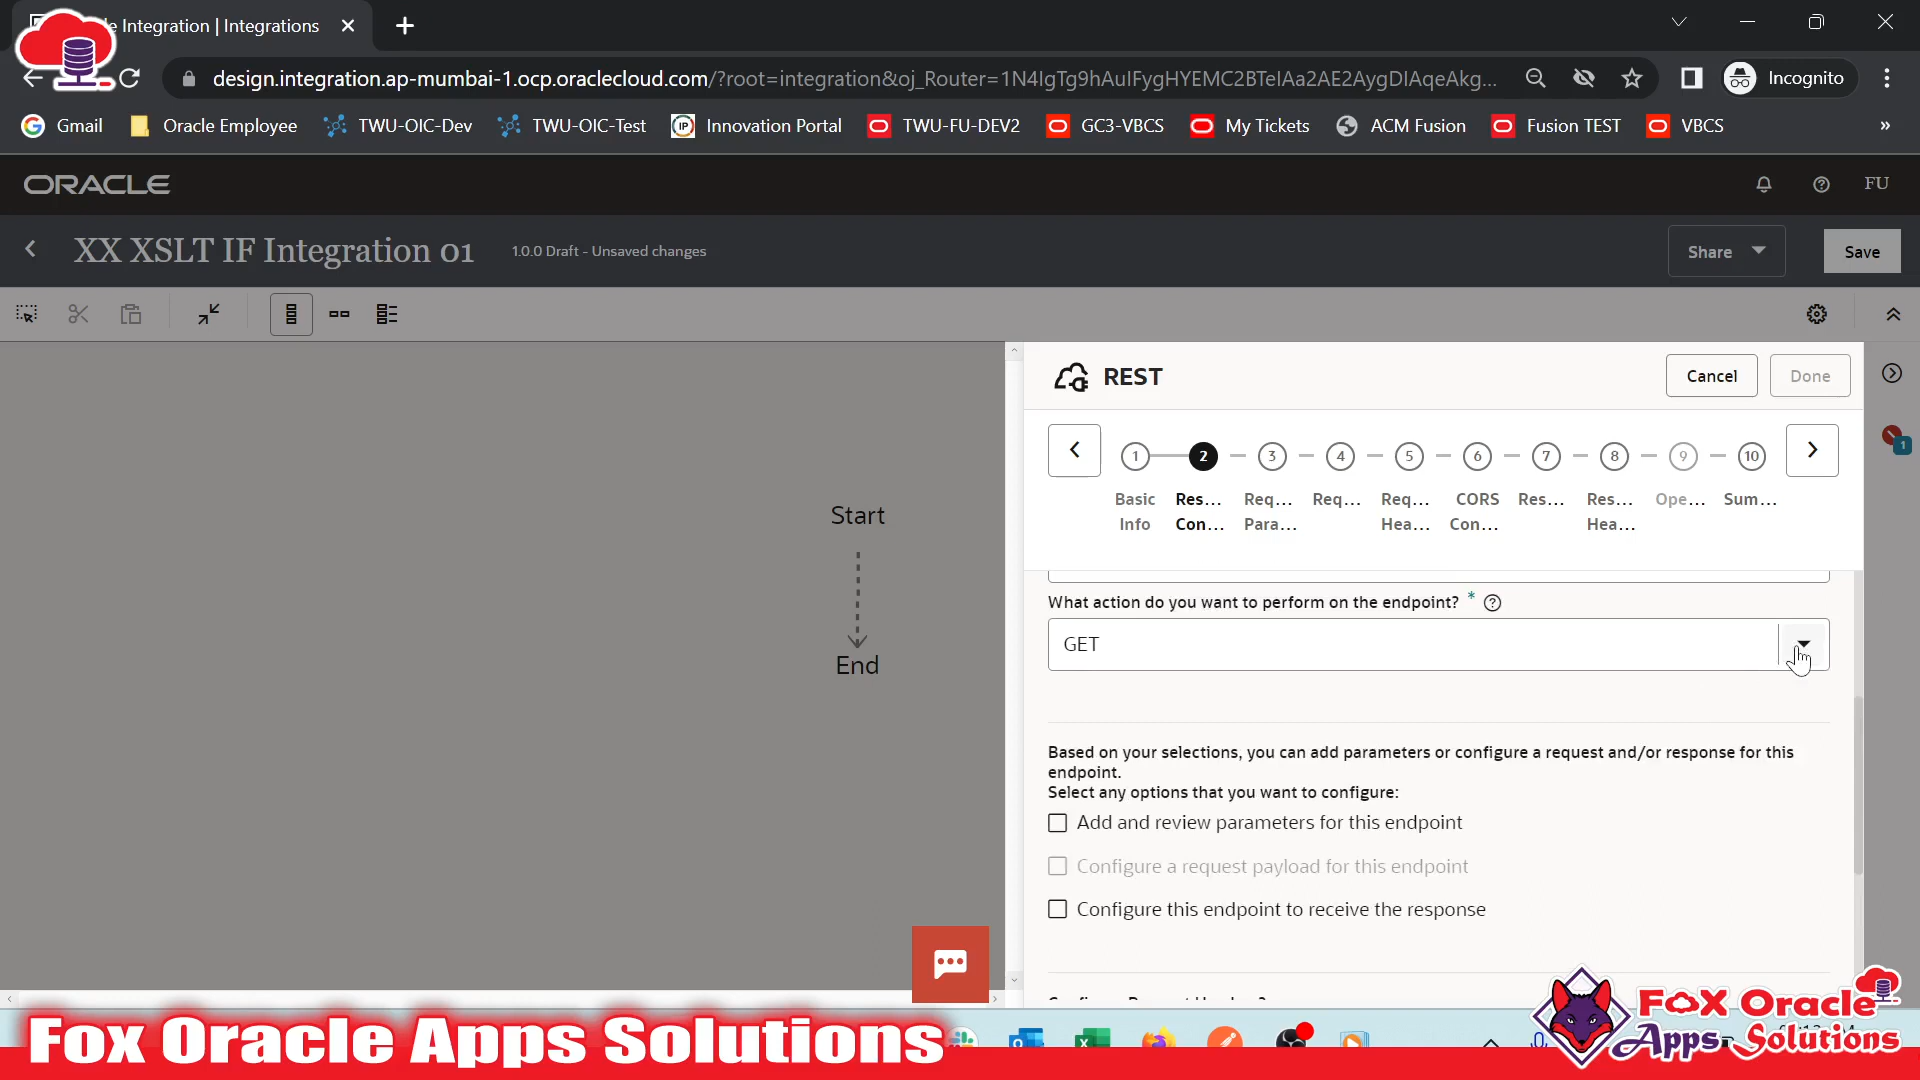 Integration | Integrations
design.integration.ap-mumbai-1.ocp.oraclecloud.com/?root=integration&oj_Router=1N4IgTg9hAuIFygHYEMC2BTeIAa2AE2AygDIAqeAkg...
Incognito
Gmail
Oracle Employee
TWU-OIC-Dev
TWU-OIC-Test
Innovation Portal
TWU-FU-DEV2
GC3-VBCS
My Tickets
ACM Fusion
Fusion TEST
VBCS
»
ORACLE
FU
XX XSLT IF Integration 01
1.0.0 Draft - Unsaved changes
Share
Save
REST
Cancel
Done
1
2
3
4
5
6
7
8
9
10
Basic Info
Res... Con...
Req... Para...
Req...
Req... Hea...
CORS Con...
Res...
Res... Hea...
Ope...
Sum...
1
Start
End
What action do you want to perform on the endpoint? *
GET
Based on your selections, you can add parameters or configure a request and/or response for this
endpoint.
Select any options that you want to configure:
Add and review parameters for this endpoint
Configure a request payload for this endpoint
Configure this endpoint to receive the response
Fox Oracle Apps Solutions
FoX Oracle
Apps Solutions